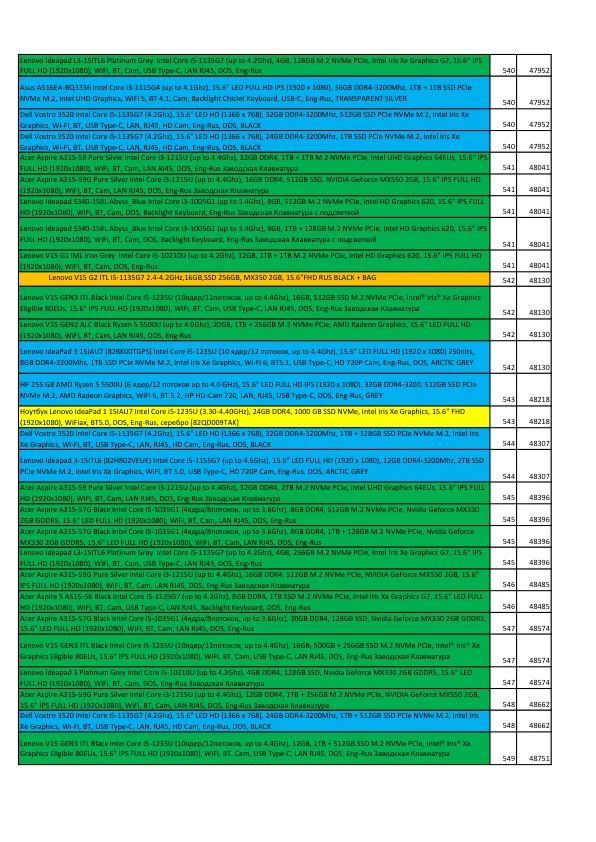 Lenovo Ideapad L3-15ITL6 Platinum Grey Intel Core i5-1135G7 (up to 4.2Ghz), 4GB, 128GB M.2 NVMe PCIe, Intel Iris Xe Graphics G7, 15.6" IPS
FULL HD (1920x1080), WiFi, BT, Cam, USB Type-C, LAN RJ45, DOS, Eng-Rus 540 47952
Asus A516EA-BQ3336 Intel Core i3-1115G4 (up to 4.1Ghz), 15.6" LED FULL HD IPS (1920 x 1080), 36GB DDR4-3200Mhz, 1TB + 1TB SSD PCIe
NVMe M.2, Intel UHD Graphics, WiFi 5, BT 4.1, Cam, Backlight Chiclet Keyboard, USB-C, Eng-Rus, TRANSPARENT SILVER 540 47952
Dell Vostro 3520 Intel Core i5-1135G7 (4.2Ghz), 15.6" LED HD (1366 x 768), 32GB DDR4-3200Mhz, 512GB SSD PCIe NVMe M.2, Intel Iris Xe
Graphics, Wi-Fi, BT, USB Type-C, LAN RJ45, HD Cam, Eng-Rus, DOS, BLACK 540 47952
Dell Vostro 3520 Intel Core i5-1135G7 (4.2Ghz), 15.6" LED HD (1366 x 768), 24GB DDR4-3200Mhz, 1TB SSD PCIe NVMe M.2, Intel Iris Xe
Graphics, Wi-Fi, BT, USB Type-C, LAN RJ45, HD Cam, Eng-Rus, DOS, BLACK 540 47952
Acer Aspire A315-59 Pure Silver Intel Core i3-1215U (up to 4.4Ghz), 32GB DDR4, 1TB + 1TB M.2 NVMe PCIe, Intel UHD Graphics 64EUs, 15.6" IPS
FULL HD (1920x1080), WiFi, BT, Cam, LAN RJ45, DOS, Eng-Rus Заводская Клавиатура 541 48041
Acer Aspire A315-59G Pure Silver Intel Core i3-1215U (up to 4.4Ghz), 16GB DDR4, 512GB SSD, NVIDIA GeForce MX550 2GB, 15.6" IPS FULL HD
(1920x1080), WiFi, BT, Cam, LAN RJ45, DOS, Eng-Rus Заводская Клавиатура 541 48041
Lenovo Ideapad S340-15IIL Abyss_Blue Intel Core i3-1005G1 (up to 3.4Ghz), 8GB, 512GB M.2 NVMe PCIe, Intel HD Graphics 620, 15.6" IPS FULL
HD (1920x1080), WiFi, BT, Cam, DOS, Backlight Keyboard, Eng-Rus Заводская Клавиатура с подсветкой 541 48041
Lenovo Ideapad S340-15IIL Abyss_Blue Intel Core i3-1005G1 (up to 3.4Ghz), 8GB, 1TB + 128GB M.2 NVMe PCIe, Intel HD Graphics 620, 15.6" IPS
FULL HD (1920x1080), WiFi, BT, Cam, DOS, Backlight Keyboard, Eng-Rus Заводская Клавиатура с подсветкой 541 48041
Lenovo V15 G1 IML Iron Grey Intel Core i5-10210U (up to 4.2Ghz), 12GB, 1TB M.2 NVMe PCIe, Intel HD Graphics 620, 15.6" IPS FULL HD
(1920x1080), WiFi, BT, Cam, LAN RJ45, DOS, Eng-Rus 541 48041
Lenovo V15 G2 ITL i5-1135G7 2.4-4.2GHz,16GB,SSD 256GB, MX350 2GB, 15.6"FHD RUS BLACK + BAG 542 48130
Lenovo V15 GEN3 ITL Black Intel Core i5-1235U (10ядер/12потоков, up to 4.4Ghz), 16GB, 512GB SSD M.2 NVMe PCIe, Intel® Iris® Xe Graphics
Eligible 80EUs, 15.6" IPS FULL HD (1920x1080), WiFi, BT, Cam, LAN RJ45, DOS, Eng-Rus Заводская Клавиатура 542 48130
Lenovo V15 GEN2 ALC Black Ryzen 5 5500U (up to 4.0Ghz), 20GB, 1TB + 256GB M.2 NVMe PCIe, AMD Radeon Graphics, 15.6" LED FULL HD
(1920x1080), WiFi, BT, Cam, LAN RJ45, DOS, Eng-Rus 542 48130
Lenovo IdeaPad 3 15IAU7 (82RK00TGPS) Intel Core i5-1235U (10 ядер/12 потоков, up to 4.4Ghz), 15.6" LED FULL HD (1920 x 1080) 250nits,
8GB DDR4-3200Mhz, 1TB SSD PCIe NVMe M.2, Intel Iris Xe Graphics, Wi-Fi 6, BT5.1, USB Type-C, HD 720P Cam, Eng-Rus, DOS, ARCTIC GREY 542 48130
HP 255 G8 AMD Ryzen 5 5500U (6 ядер/12 потоков, up to 4.0 GHz), 15.6" LED FULL HD IPS (1920 x 1080), 32GB DDR4-3200, 512GB SSD PCIe
NVMe M.2, AMD Radeon Graphics, WiFi 6, BT 5.2, HP HD-Cam 720, LAN, RJ45, USB Type-C, DOS, Eng-Rus, GREY 543 48218
Ноутбук Lenovo IdeaPad 1 15IAU7 Intel Core i5-1235U (3.30-4.40GHz), 24GB DDR4, 1000 GB SSD NVMe, Intel Iris Xe Graphics, 15.6" FHD
(1920x1080), WiFiax, BT5.0, DOS, Eng-Rus, серебро [82QD009TAK] 543 48218
Dell Vostro 3520 Intel Core i5-1135G7 (4.2Ghz), 15.6" LED HD (1366 x 768), 32GB DDR4-3200Mhz, 1TB + 128GB SSD PCIe NVMe M.2, Intel Iris
Xe Graphics, Wi-Fi, BT, USB Type-C, LAN RJ45, HD Cam, Eng-Rus, DOS, BLACK 544 48307
Lenovo Ideapad 3-15ITL6 (82H802VEUE) Intel Core i5-1155G7 (up to 4.5Ghz), 15.6" LED FULL HD (1920 x 1080), 12GB DDR4-3200Mhz, 2TB SSD
PCIe NVMe M.2, Intel Iris Xe Graphics, WiFi, BT 5.0, USB Type-C, HD 720P Cam, Eng-Rus, DOS, ARCTIC GREY 544 48307
Acer Aspire A315-59 Pure Silver Intel Core i3-1215U (up to 4.4Ghz), 32GB DDR4, 2TB M.2 NVMe PCIe, Intel UHD Graphics 64EUs, 15.6" IPS FULL
HD (1920x1080), WiFi, BT, Cam, LAN RJ45, DOS, Eng-Rus Заводская Клавиатура 545 48396
Acer Aspire A315-57G Black Intel Core i5-1035G1 (4ядра/8потоков, up to 3.6Ghz), 8GB DDR4, 512GB M.2 NVMe PCIe, Nvidia Geforce MX330
2GB GDDR5, 15.6" LED FULL HD (1920x1080), WiFi, BT, Cam, LAN RJ45, DOS, Eng-Rus Заводская Клавиатура 545 48396
Acer Aspire A315-57G Black Intel Core i5-1035G1 (4ядра/8потоков, up to 3.6Ghz), 8GB DDR4, 1TB + 128GB M.2 NVMe PCIe, Nvidia Geforce
MX330 2GB GDDR5, 15.6" LED FULL HD (1920x1080), WiFi, BT, Cam, LAN RJ45, DOS, Eng-Rus Заводская Клавиатура 545 48396
Lenovo Ideapad L3-15ITL6 Platinum Grey Intel Core i5-1135G7 (up to 4.2Ghz), 4GB, 256GB M.2 NVMe PCIe, Intel Iris Xe Graphics G7, 15.6" IPS
FULL HD (1920x1080), WiFi, BT, Cam, USB Type-C, LAN RJ45, DOS, Eng-Rus 545 48396
Acer Aspire A315-59G Pure Silver Intel Core i3-1215U (up to 4.4Ghz), 16GB DDR4, 512GB M.2 NVMe PCIe, NVIDIA GeForce MX550 2GB, 15.6"
IPS FULL HD (1920x1080), WiFi, BT, Cam, LAN RJ45, DOS, Eng-Rus Заводская Клавиатура 546 48485
Acer Aspire 5 A515-56 Black Intel Core i5-1135G7 (up to 4.2Ghz), 8GB DDR4, 1TB SSD M.2 NVMe PCIe, Intel Iris Xe Graphics G7, 15.6" IPS FULL
HD (1920x1080), WiFi, BT, Cam, USB Type-C, LAN RJ45, Backlight Keyboard, DOS, Eng-Rus 546 48485
Acer Aspire A315-57G Black Intel Core i5-1035G1 (4ядра/8потоков, up to 3.6Ghz), 20GB DDR4, 128GB SSD, Nvidia Geforce MX330 2GB GDDR5,
15.6" LED FULL HD (1920x1080), WiFi, BT, Cam, LAN RJ45, DOS, Eng-Rus Заводская Клавиатура 547 48574
Lenovo V15 GEN3 ITL Black Intel Core i5-1235U (10ядер/12потоков, up to 4.4Ghz), 16GB, 500GB + 256GB SSD M.2 NVMe PCIe, Intel® Iris® Xe
Graphics Eligible 80EUs, 15.6" IPS FULL HD (1920x1080), WiFi, BT, Cam, LAN RJ45, DOS, Eng-Rus Заводская Клавиатура 547 48574
Lenovo Ideapad 3 Platinum Grey Intel Core i5-10210U (up to 4.2Ghz), 4GB DDR4, 128GB SSD, Nvidia Geforce MX330 2GB GDDR5, 15.6" FULL HD
(1920x1080), WiFi, BT, Cam, DOS, Eng-Rus 547 48574
Acer Aspire A315-59G Pure Silver Intel Core i3-1215U (up to 4.4Ghz), 12GB DDR4, 1TB + 256GB M.2 NVMe PCIe, NVIDIA GeForce MX550 2GB,
15.6" IPS FULL HD (1920x1080), WiFi, BT, Cam, LAN RJ45, DOS, Eng-Rus Заводская Клавиатура 548 48662
Dell Vostro 3520 Intel Core i5-1135G7 (4.2Ghz), 15.6" LED HD (1366 x 768), 24GB DDR4-3200Mhz, 1TB + 512GB SSD PCIe NVMe M.2, Intel Iris
Xe Graphics, Wi-Fi, BT, USB Type-C, LAN RJ45, HD Cam, Eng-Rus, DOS, BLACK 548 48662
Lenovo V15 GEN3 ITL Black Intel Core i5-1235U (10ядер/12потоков, up to 4.4Ghz), 12GB, 1TB + 512GB SSD M.2 NVMe PCIe, Intel® Iris® Xe
Graphics Eligible 80EUs, 15.6" IPS FULL HD (1920x1080), WiFi, BT, Cam, LAN RJ45, DOS, Eng-Rus Заводская Клавиатура 549 48751